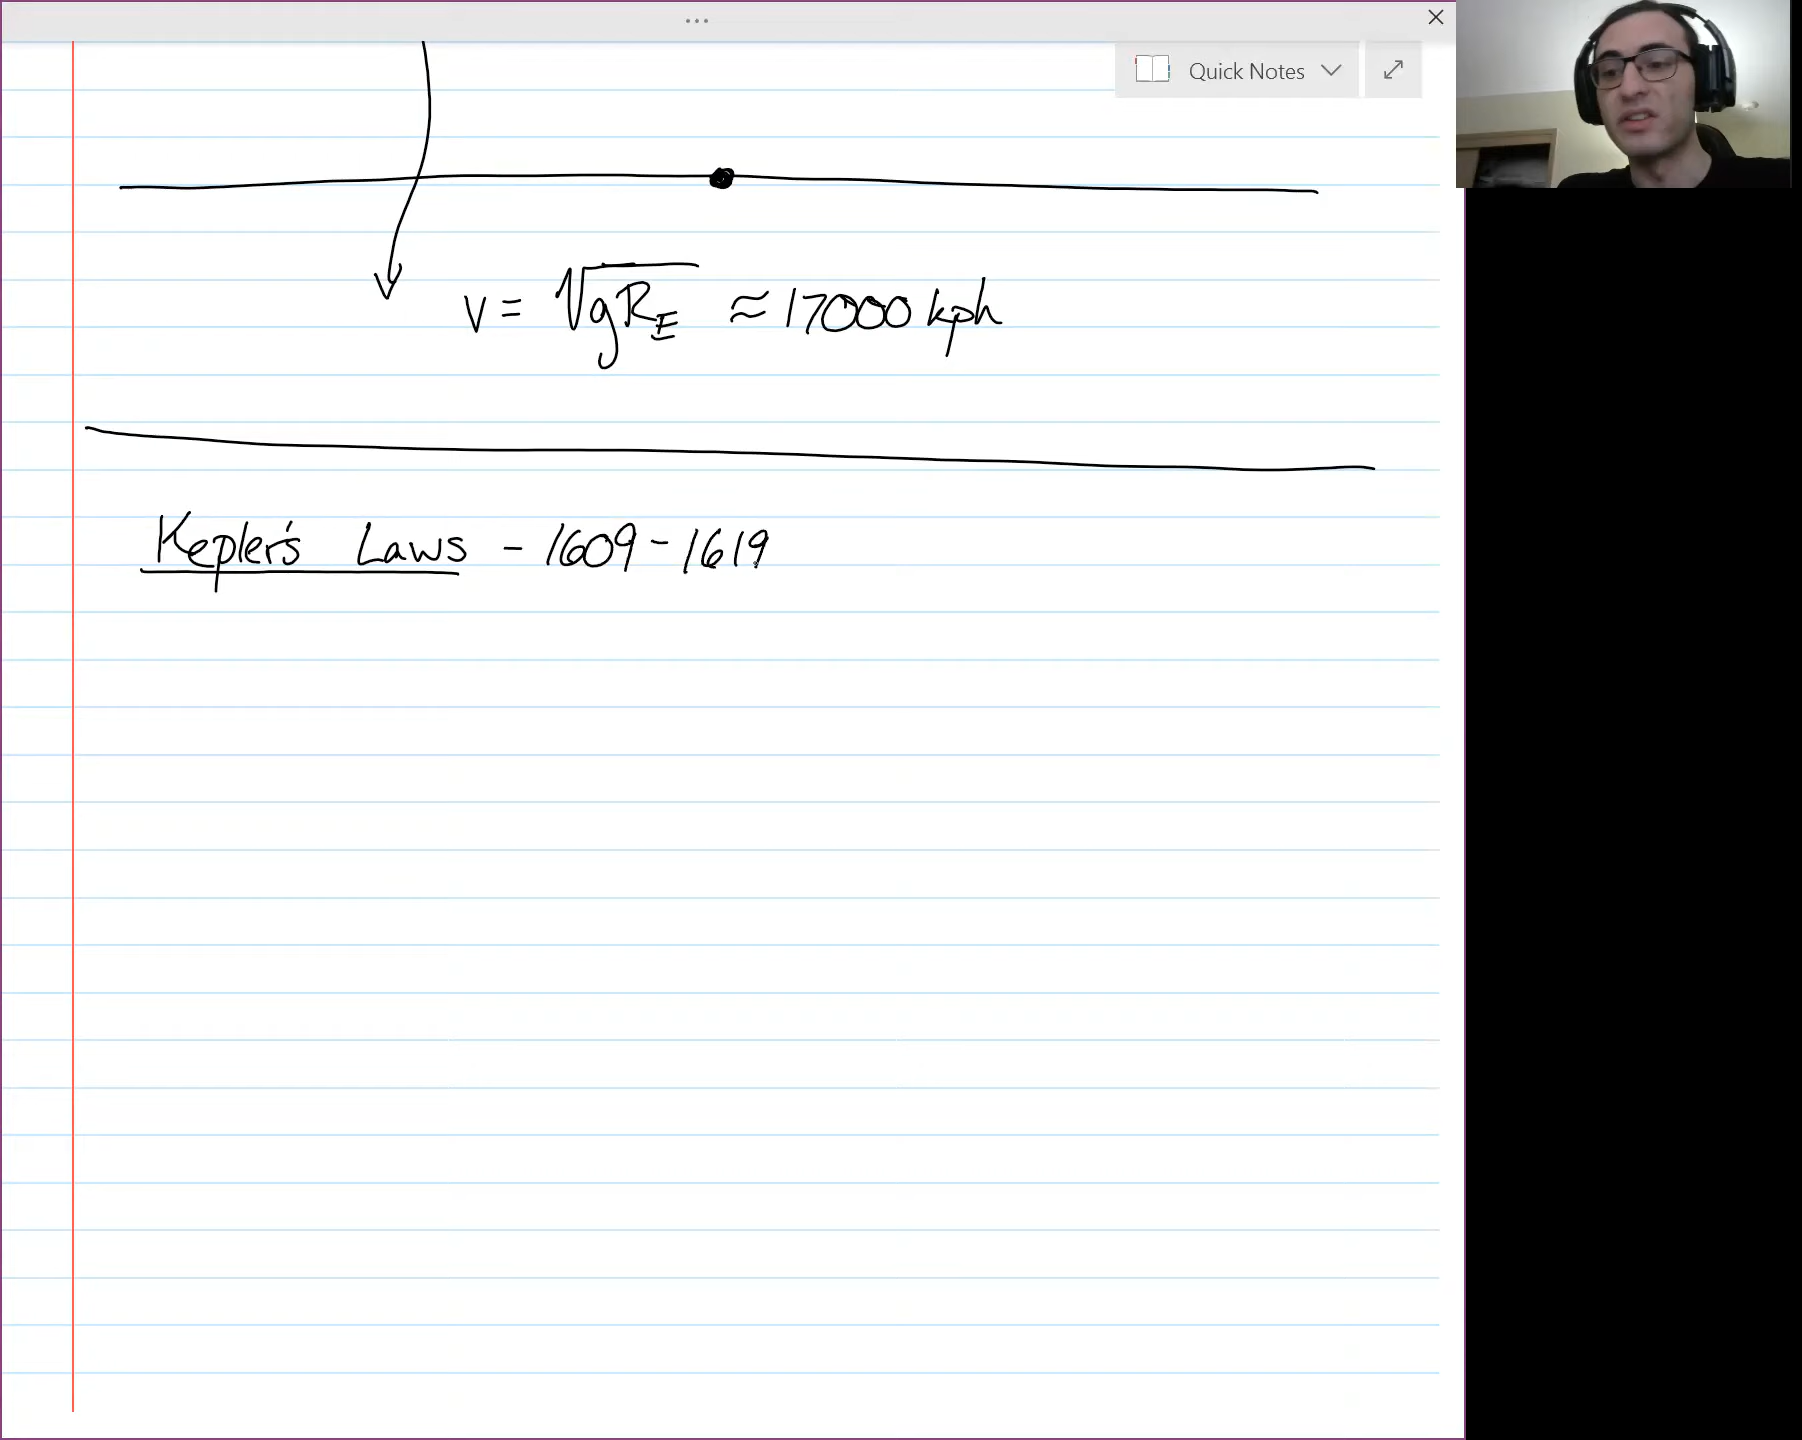 Quick Notes
v = √gR_E ≈ 17000 kph
Kepler's Laws - 1609-1619